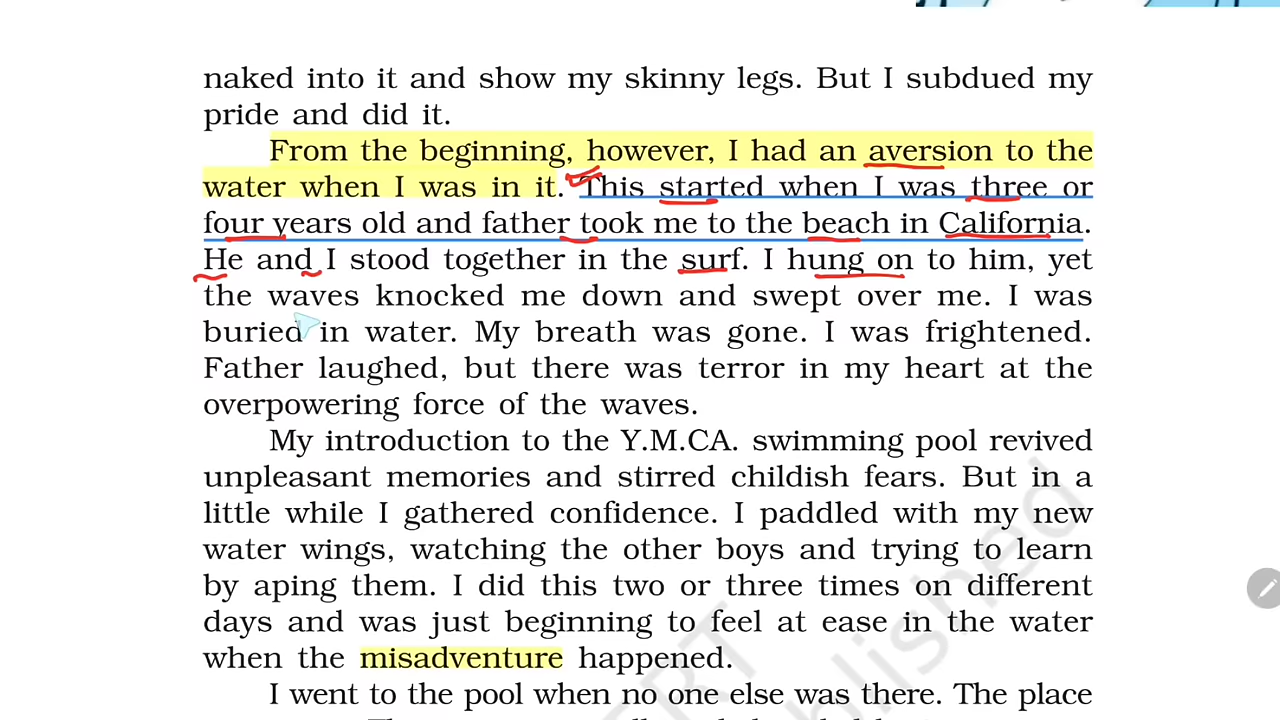 naked into it and show my skinny legs. But I subdued my
pride and did it.
From the beginning, however, I had an aversion to the
water when I was in it. This started when I was three or
four years old and father took me to the beach in California.
He and I stood together in the surf. I hung on to him, yet
the waves knocked me down and swept over me. I was
buried in water. My breath was gone. I was frightened.
Father laughed, but there was terror in my heart at the
overpowering force of the waves.
My introduction to the Y.M.CA. swimming pool revived
unpleasant memories and stirred childish fears. But in a
little while I gathered confidence. I paddled with my new
water wings, watching the other boys and trying to learn
by aping them. I did this two or three times on different
days and was just beginning to feel at ease in the water
when the misadventure happened.
I went to the pool when no one else was there. The place